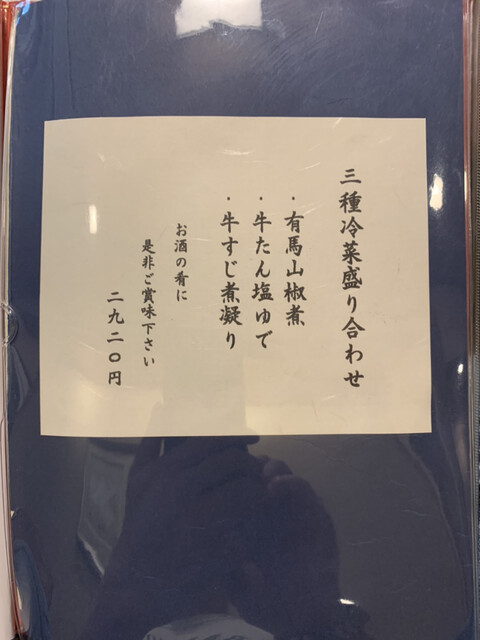 三種冷菜盛り合わせ
・有馬山椒煮
・牛たん塩ゆで
・牛すじ煮凝り
お酒の肴に
是非ご賞味下さい
二九二〇円